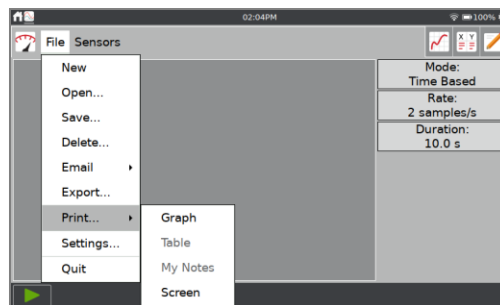 02:04PM 100%
File Sensors
X Y
New
Open...
Save...
Delete...
Email
Export...
Print...
Settings...
Quit
Graph
Table
My Notes
Screen
Mode:
Time Based
Rate:
2 samples/s
Duration:
10.0 s